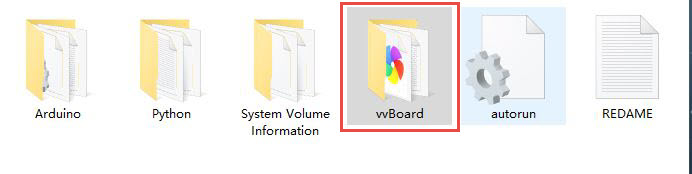 Arduino
Python
System Volume
Information
vvBoard
autorun
REDAME